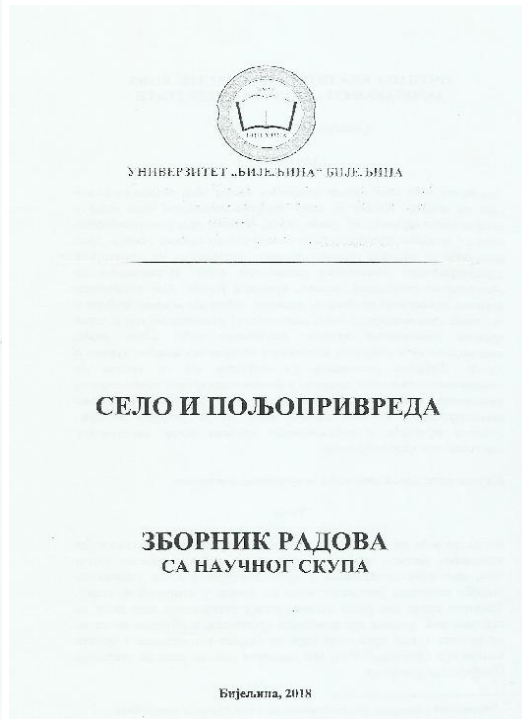 УНИВЕРЗИТЕТ „БИЈЕЉИНА“ БИЈЕЉИНА
СЕЛО И ПОЉОПРИВРЕДА
ЗБОРНИК РАДОВА
СА НАУЧНОГ СКУПА
Бијељина, 2018